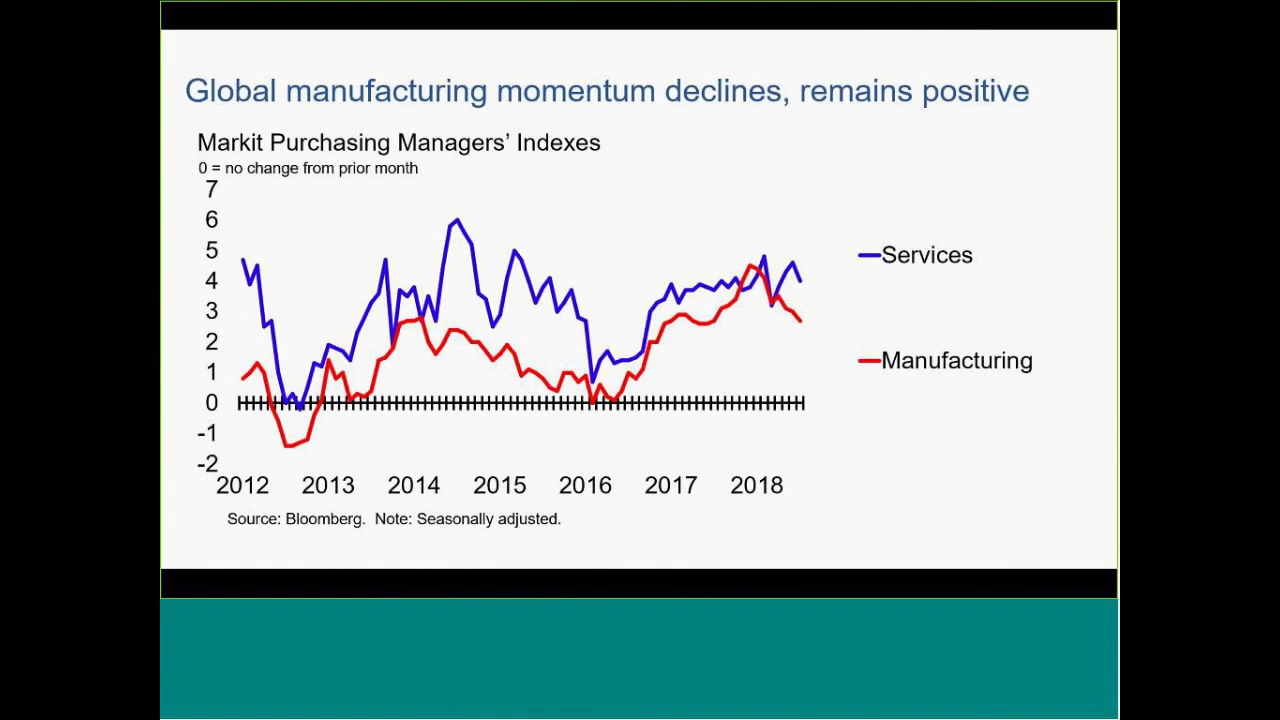 Global manufacturing momentum declines, remains positive
Markit Purchasing Managers’ Indexes
0 = no change from prior month
7
6
5
4
3
2
1
0
-1
-2
2012 2013 2014 2015 2016 2017 2018
Services
Manufacturing
Source: Bloomberg. Note: Seasonally adjusted.